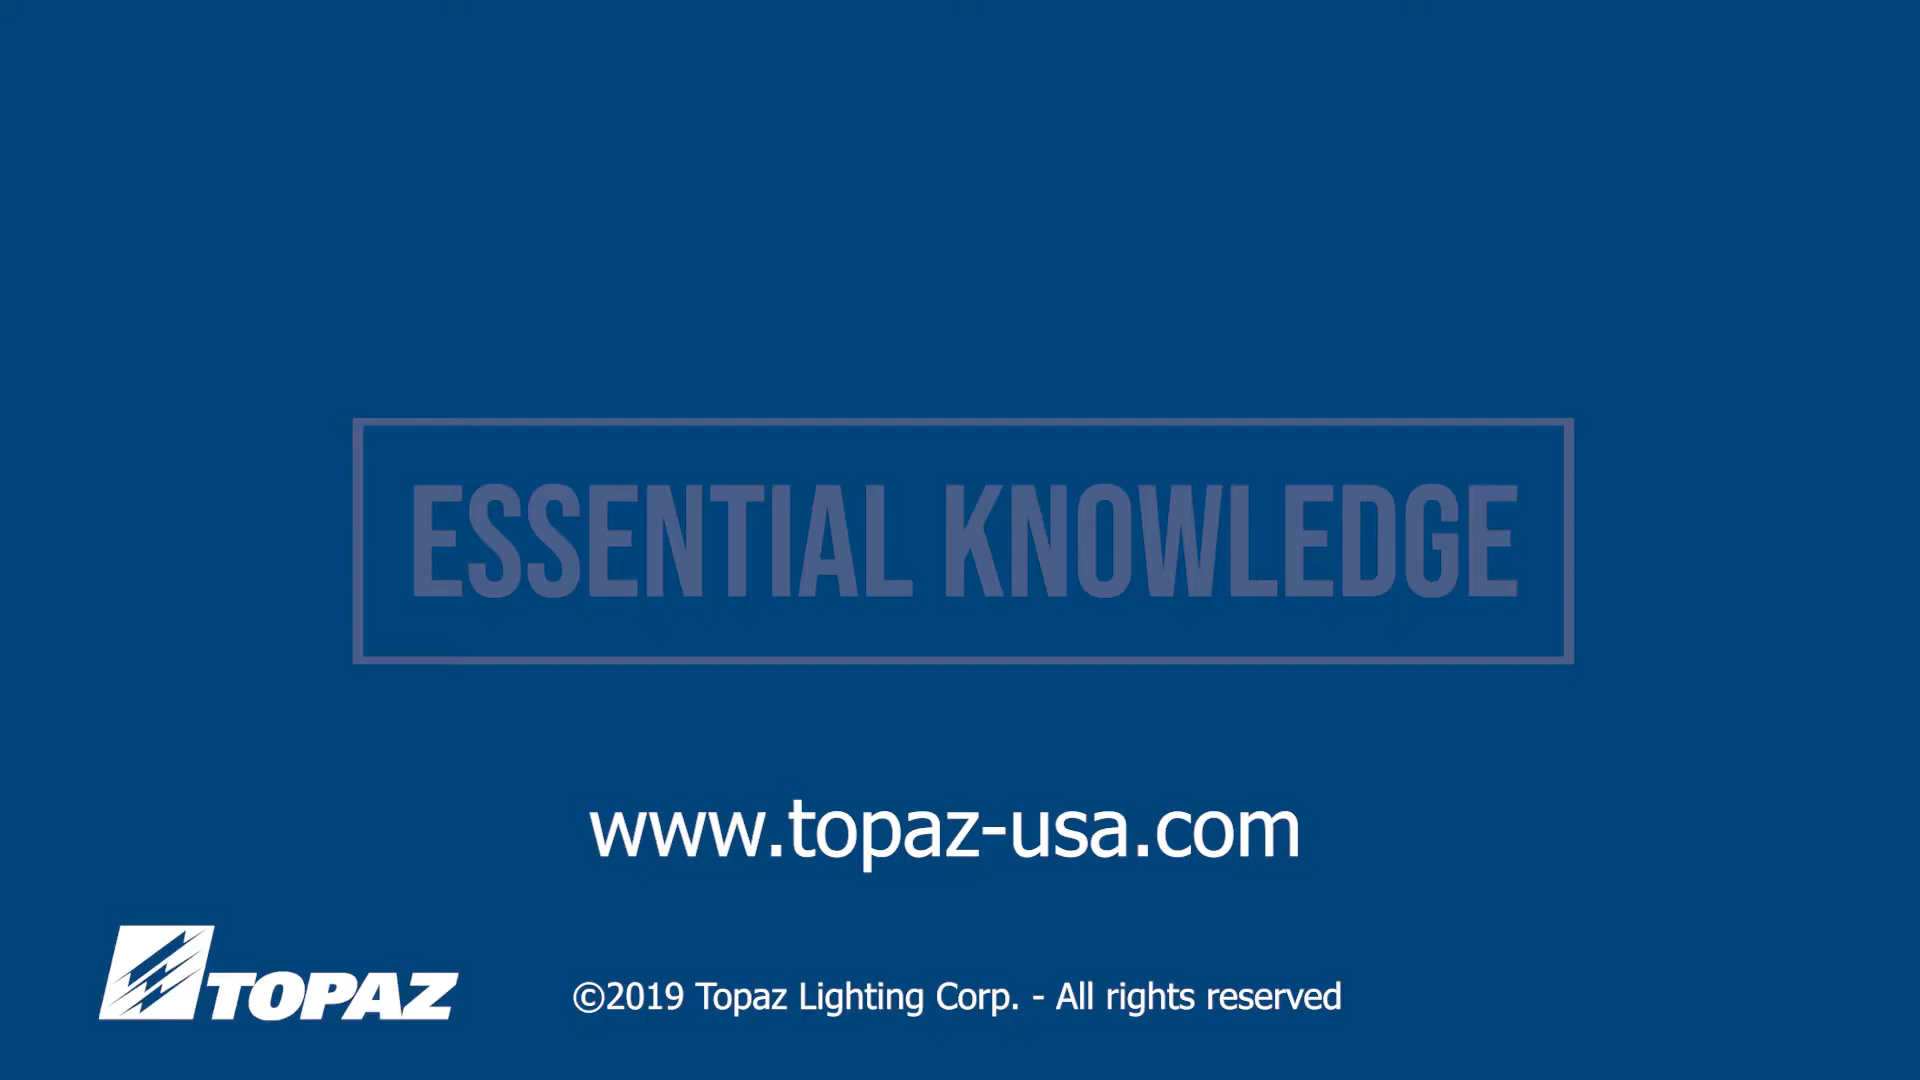 ESSENTIAL KNOWLEDGE
www.topaz-usa.com
TOPAZ
©2019 Topaz Lighting Corp. - All rights reserved